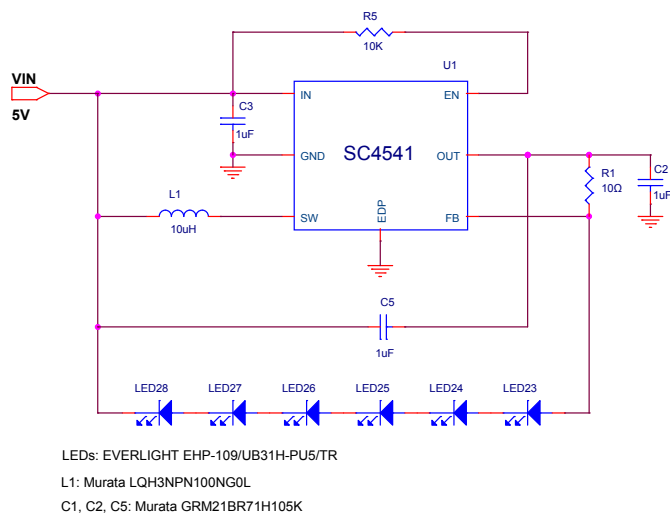 R5
10K
U1
VIN
5V
IN
EN
C3
1uF
GND
SC4541
OUT
R1
10Ω
C2
1uF
L1
10uH
SW
EDP
FB
C5
1uF
LED28
LED27
LED26
LED25
LED24
LED23
LEDs: EVERLIGHT EHP-109/UB31H-PU5/TR
L1: Murata LQH3NPN100NG0L
C1, C2, C5: Murata GRM21BR71H105K